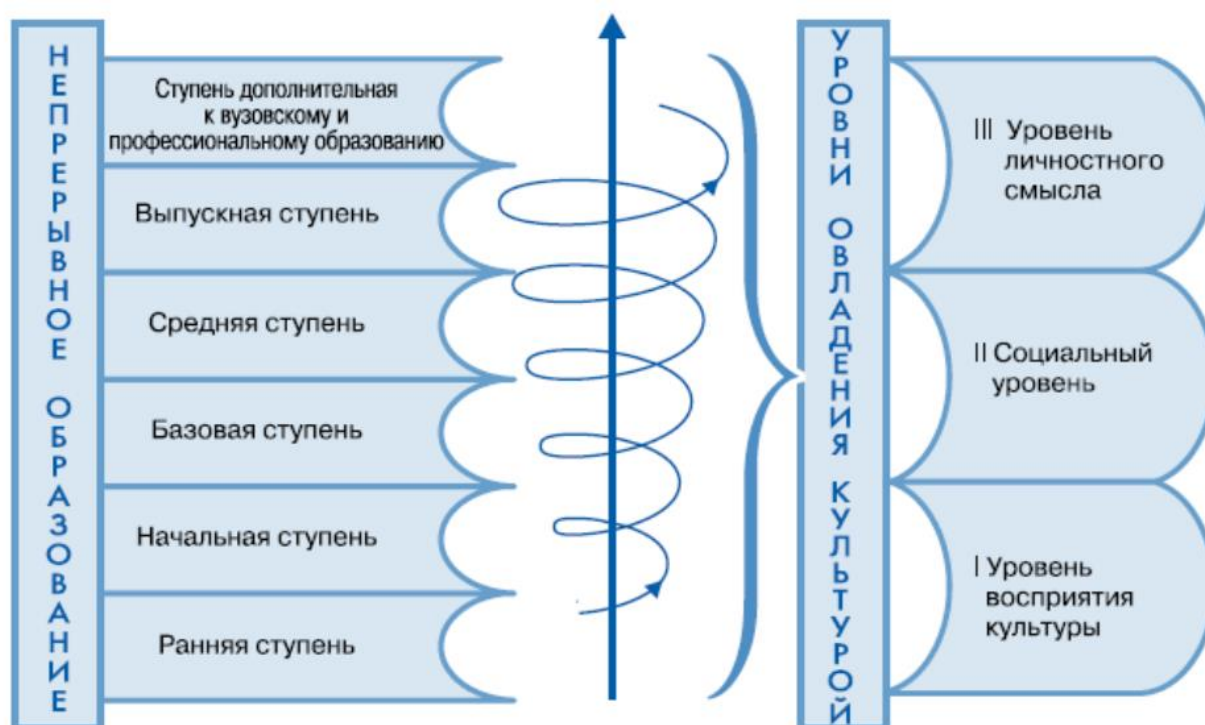 НЕПРЕРЫВНОЕ ОБРАЗОВАНИЕ
Ступень дополнительная
к вузовскому и
профессиональному образованию
Выпускная ступень
Средняя ступень
Базовая ступень
Начальная ступень
Ранняя ступень
УРОВНИ ОВЛАДЕНИЯ КУЛЬТУРОЙ
III Уровень
личностного
смысла
II Социальный
уровень
I Уровень
восприятия
культуры